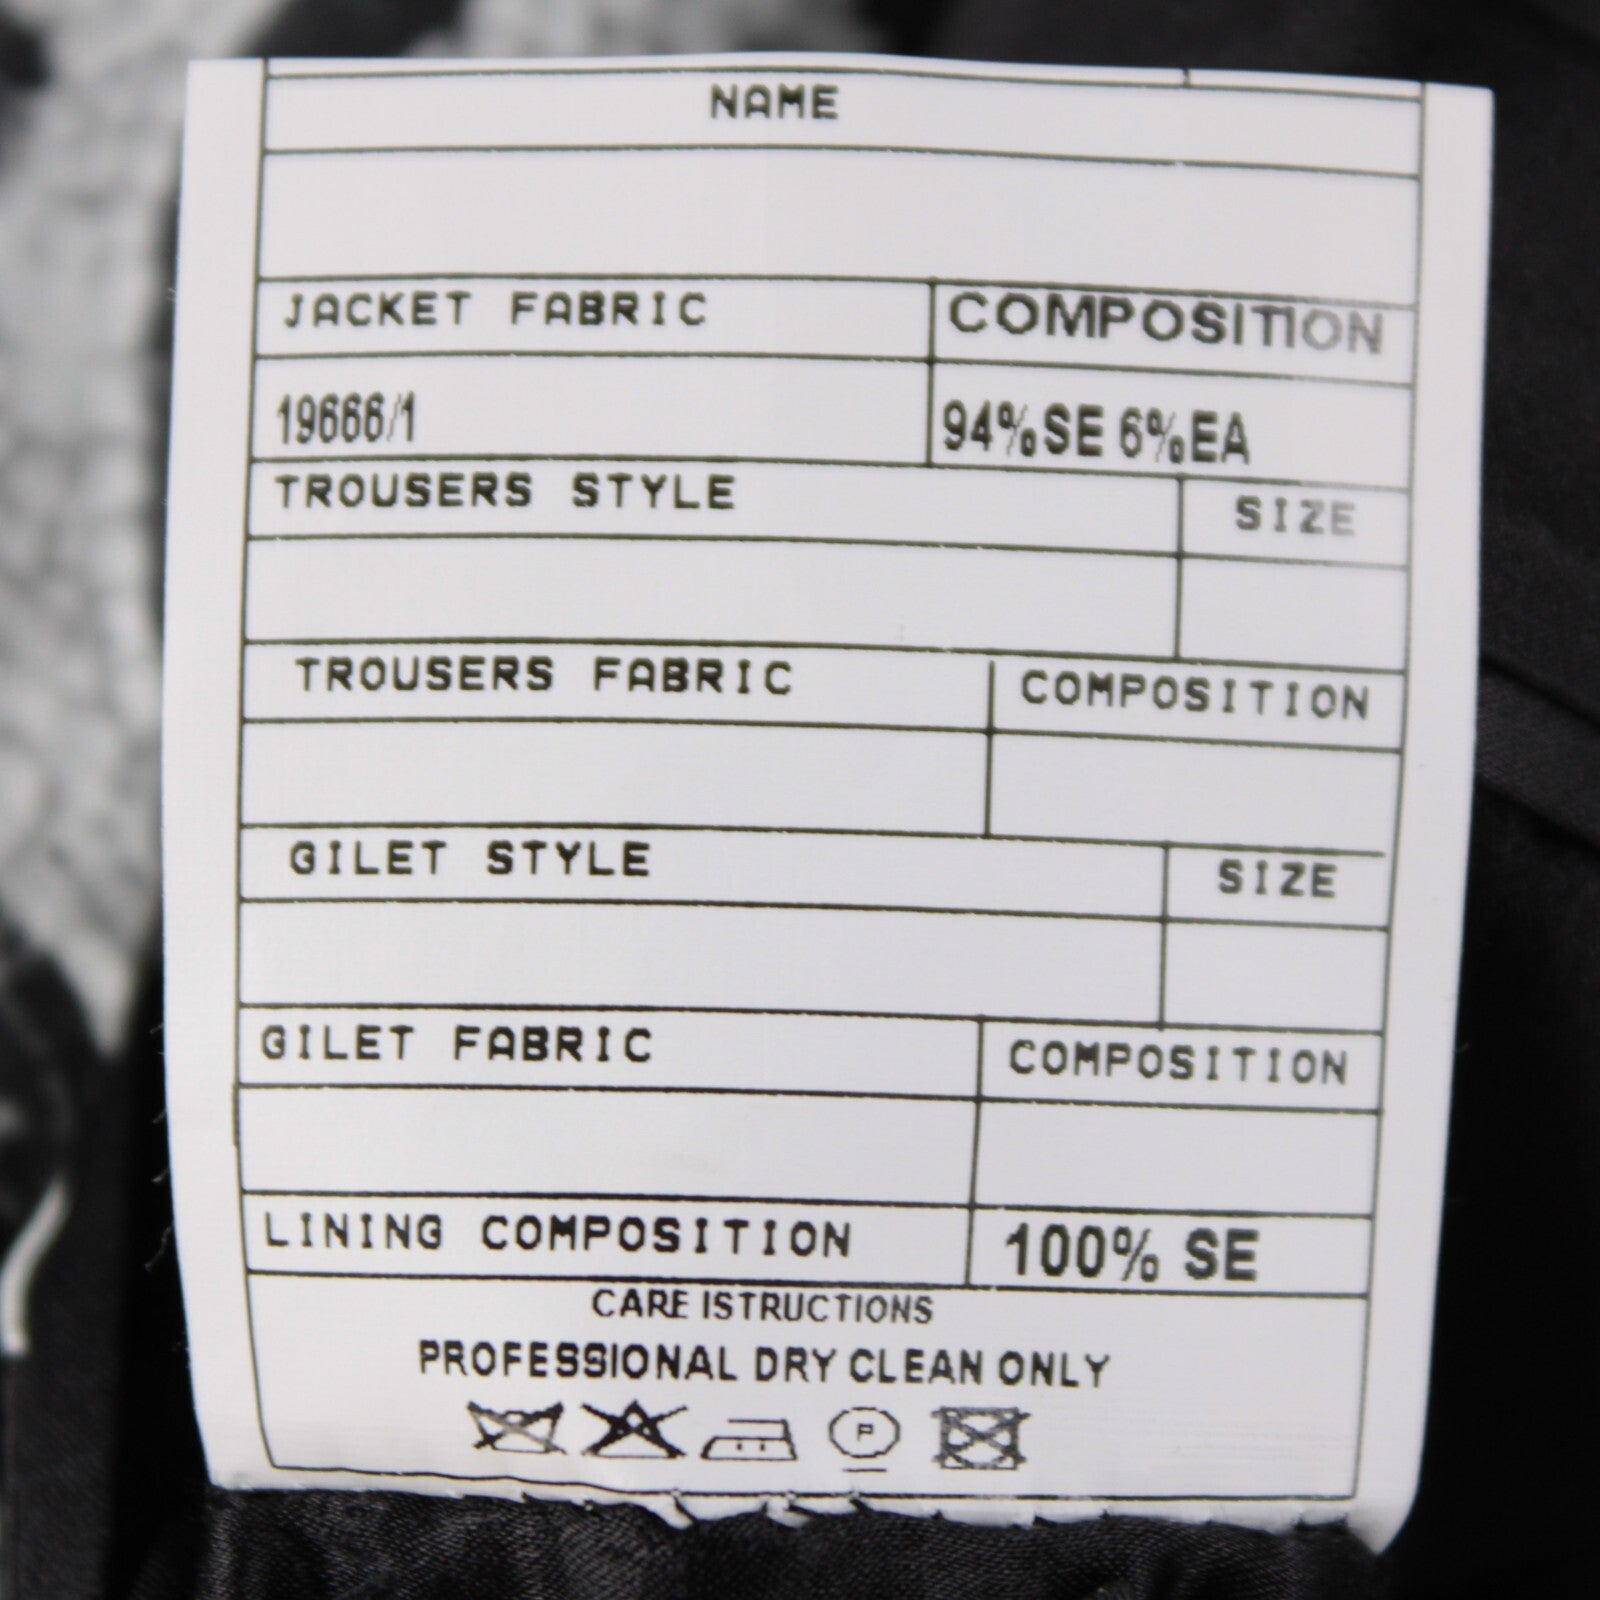 NAME
JACKET FABRIC COMPOSITION
19666/1 94% SE 6% EA
TROUSERS STYLE SIZE
TROUSERS FABRIC COMPOSITION
GILET STYLE SIZE
GILET FABRIC COMPOSITION
LINING COMPOSITION 100% SE
CARE ISTRUCTIONS
PROFESSIONAL DRY CLEAN ONLY
P